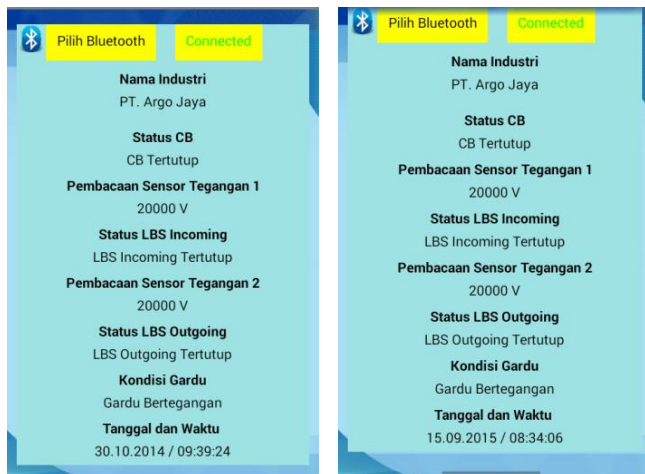 Pilih Bluetooth Connected
Nama Industri
PT. Argo Jaya
Status CB
CB Tertutup
Pembacaan Sensor Tegangan 1
20000 V
Status LBS Incoming
LBS Incoming Tertutup
Pembacaan Sensor Tegangan 2
20000 V
Status LBS Outgoing
LBS Outgoing Tertutup
Kondisi Gardu
Gardu Bertegangan
Tanggal dan Waktu
30.10.2014 / 09:39:24
Pilih Bluetooth Connected
Nama Industri
PT. Argo Jaya
Status CB
CB Tertutup
Pembacaan Sensor Tegangan 1
20000 V
Status LBS Incoming
LBS Incoming Tertutup
Pembacaan Sensor Tegangan 2
20000 V
Status LBS Outgoing
LBS Outgoing Tertutup
Kondisi Gardu
Gardu Bertegangan
Tanggal dan Waktu
15.09.2015 / 08:34:06